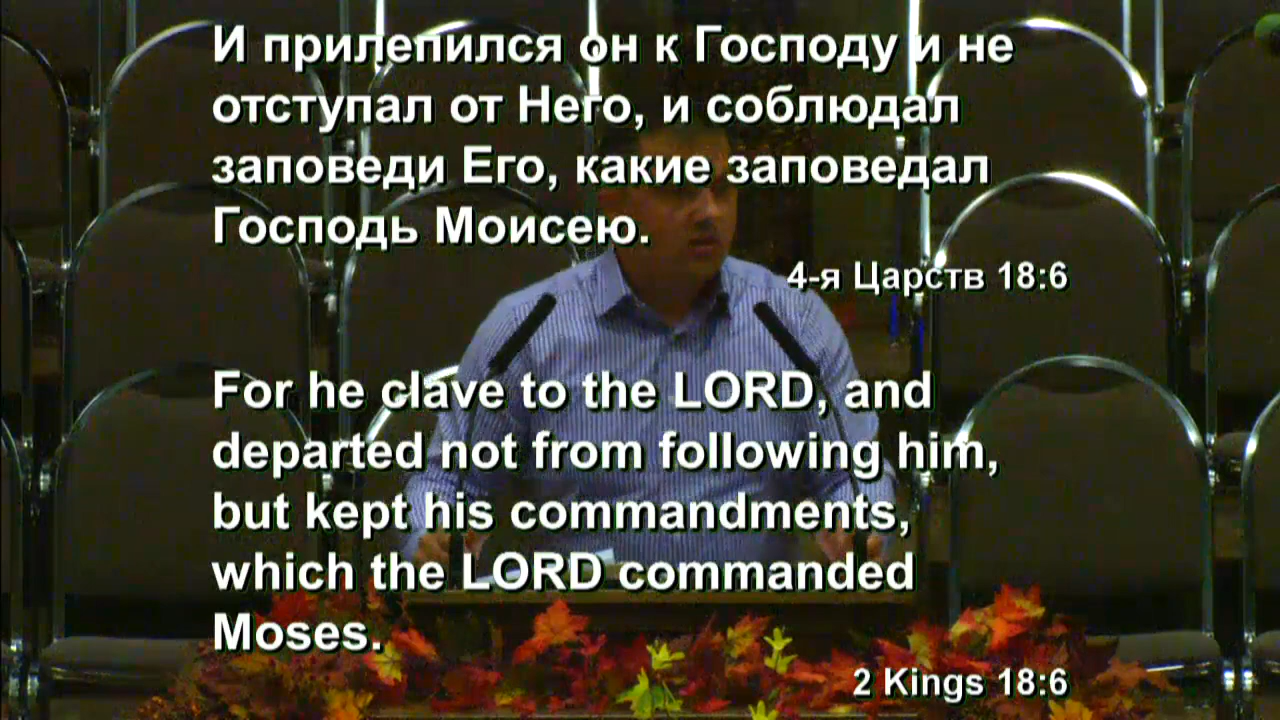 И прилепился он к Господу и не
отступал от Него, и соблюдал
заповеди Его, какие заповедал
Господь Моисею.
4-я Царств 18:6
For he clave to the LORD, and
departed not from following him,
but kept his commandments,
which the LORD commanded
Moses.
2 Kings 18:6